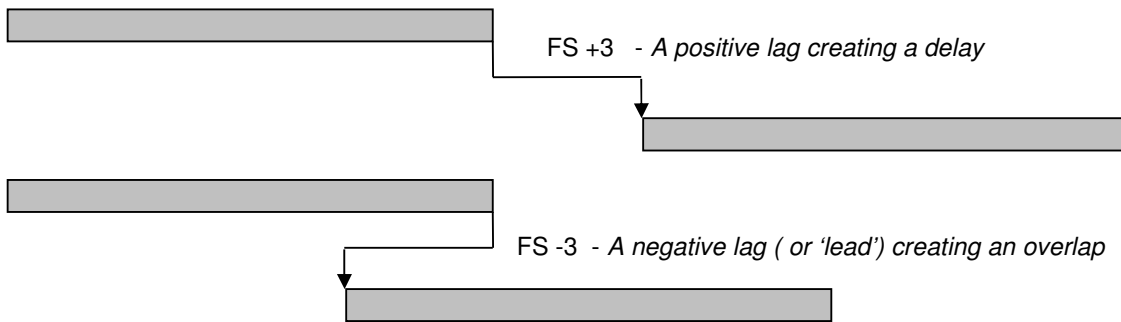 FS +3 - A positive lag creating a delay
FS -3 - A negative lag ( or ‘lead’) creating an overlap